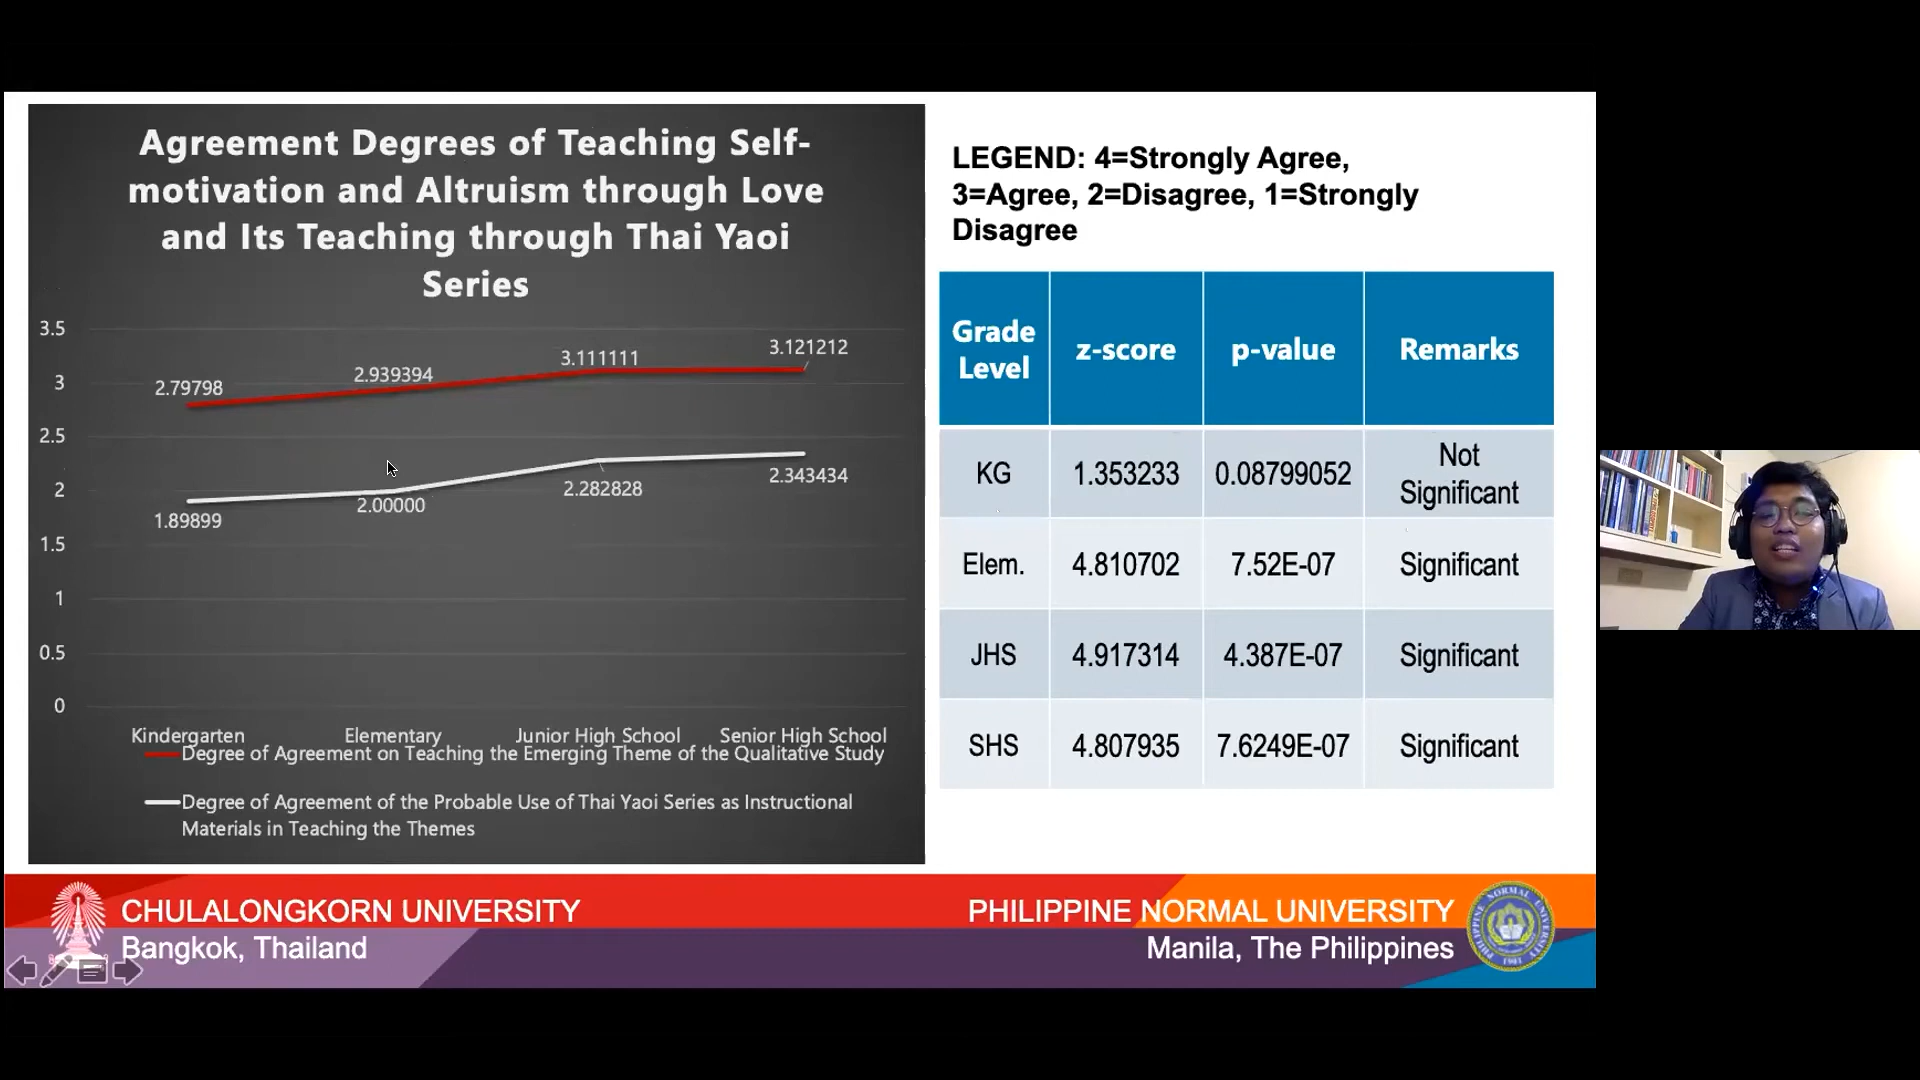 Agreement Degrees of Teaching Self-
motivation and Altruism through Love
and Its Teaching through Thai Yaoi
Series
3.5
3
2.5
2
1.5
1
0.5
0
2.79798
2.939394
3.111111
3.121212
1.89899
2.00000
2.282828
2.343434
Kindergarten Elementary Junior High School Senior High School
Degree of Agreement on Teaching the Emerging Theme of the Qualitative Study
Degree of Agreement of the Probable Use of Thai Yaoi Series as Instructional
Materials in Teaching the Themes
LEGEND: 4=Strongly Agree,
3=Agree, 2=Disagree, 1=Strongly
Disagree
Grade Level z-score p-value Remarks
KG 1.353233 0.08799052 Not Significant
Elem. 4.810702 7.52E-07 Significant
JHS 4.917314 4.387E-07 Significant
SHS 4.807935 7.6249E-07 Significant
CHULALONGKORN UNIVERSITY
Bangkok, Thailand
PHILIPPINE NORMAL UNIVERSITY
Manila, The Philippines
PHILIPPINE NORMAL UNIVERSITY
1901